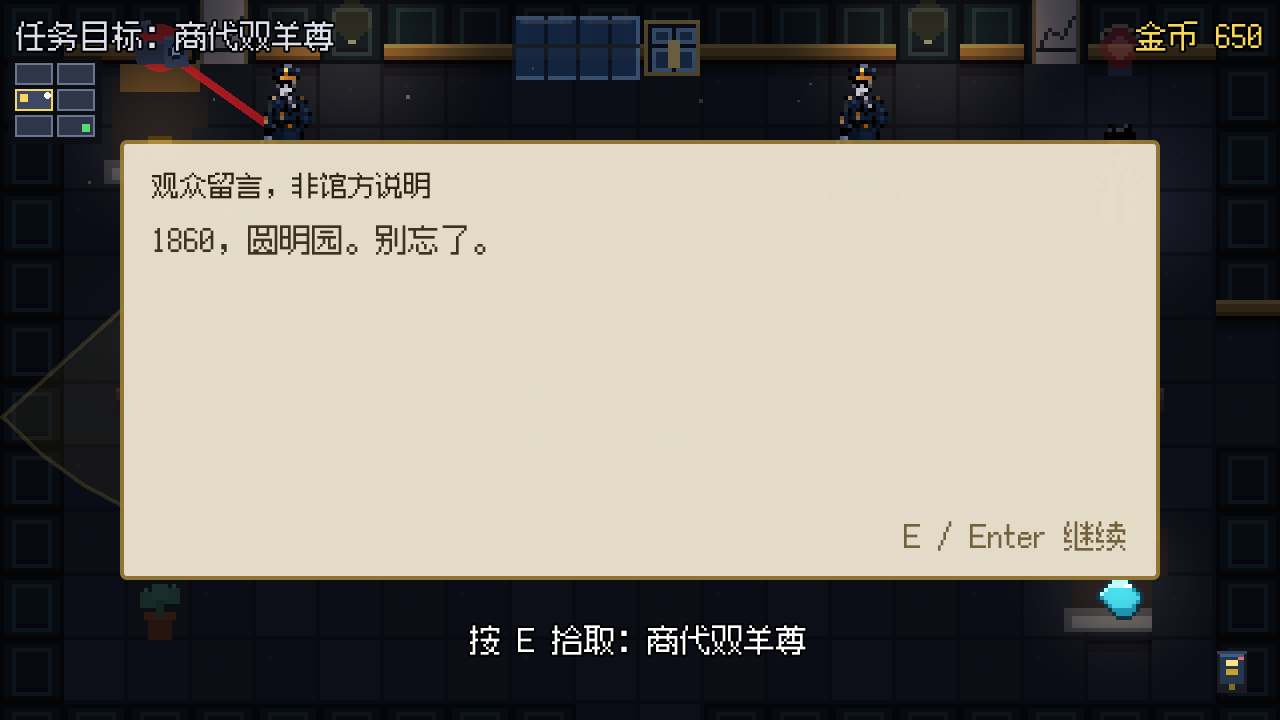 任务目标：商代双羊尊
金币 650
观众留言，非馆方说明
1860，圆明园。别忘了。
E / Enter 继续
按 E 拾取：商代双羊尊